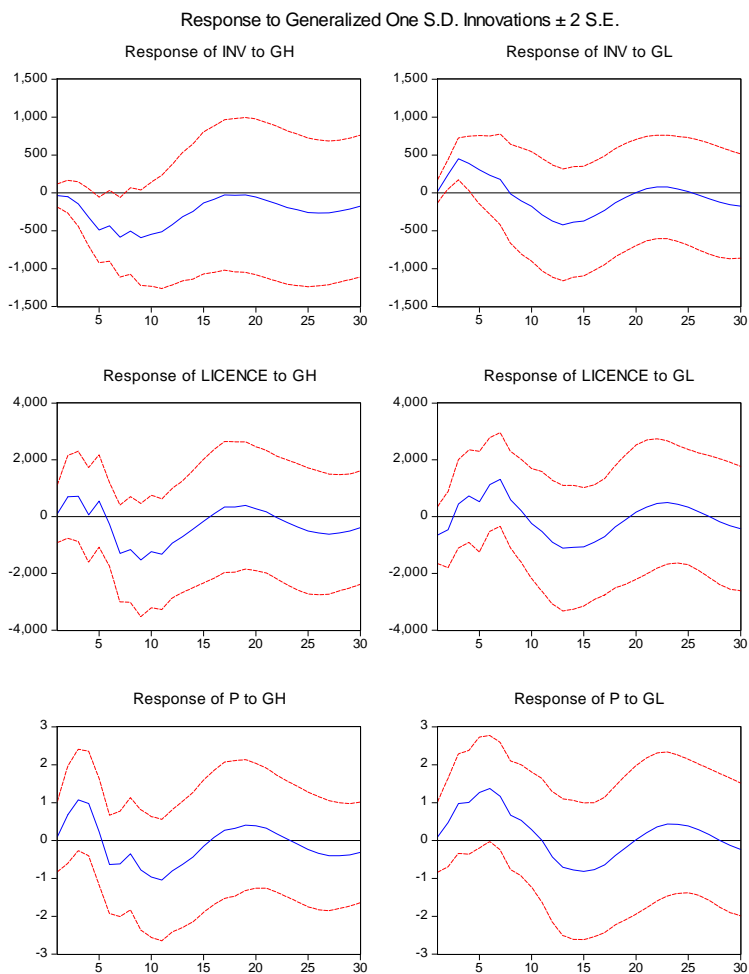 Response to Generalized One S.D. Innovations ± 2 S.E.
Response of INV to GH
1,500
1,000
500
0
-500
-1,000
-1,500
5 10 15 20 25 30
Response of INV to GL
1,500
1,000
500
0
-500
-1,000
-1,500
5 10 15 20 25 30
Response of LICENCE to GH
4,000
2,000
0
-2,000
-4,000
5 10 15 20 25 30
Response of LICENCE to GL
4,000
2,000
0
-2,000
-4,000
5 10 15 20 25 30
Response of P to GH
3
2
1
0
-1
-2
-3
5 10 15 20 25 30
Response of P to GL
3
2
1
0
-1
-2
-3
5 10 15 20 25 30